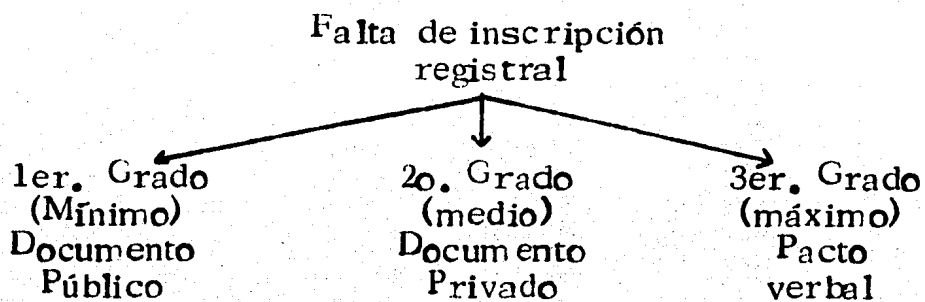 Falta de inscripción
registral
1er. Grado
(Mínimo)
Documento
Público
2o. Grado
(medio)
Documento
Privado
3er. Grado
(máximo)
Pacto
verbal